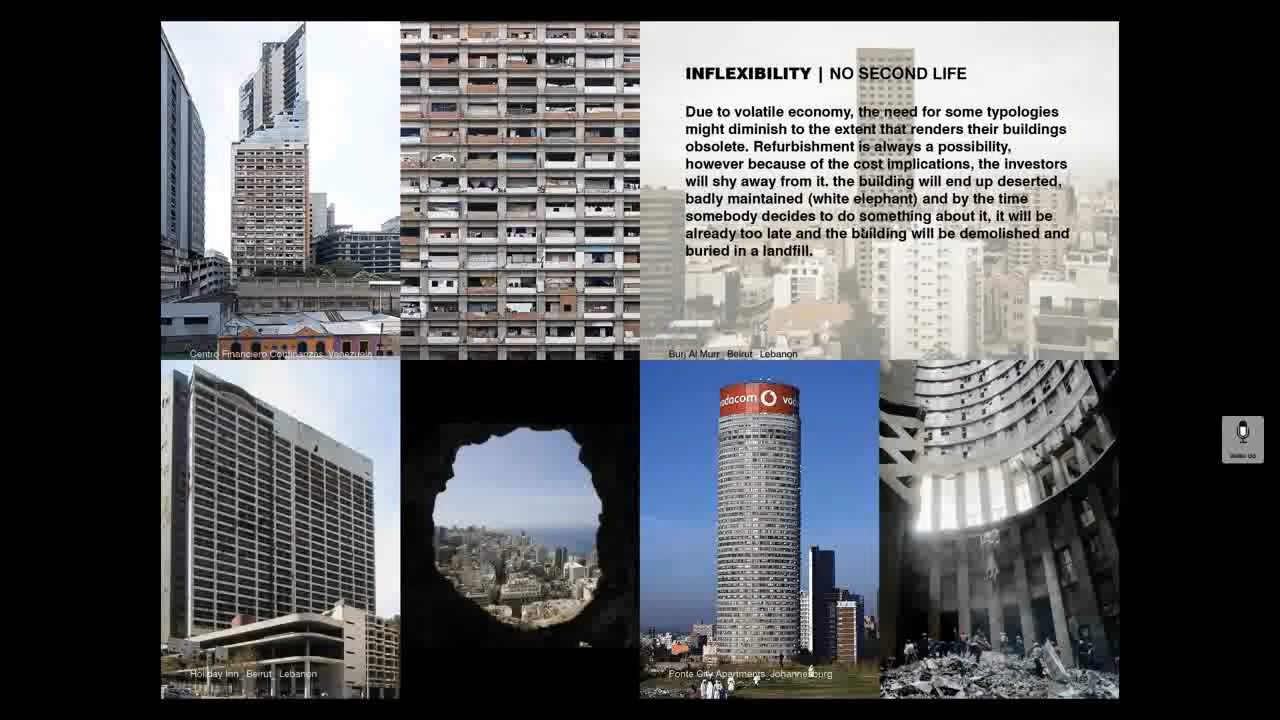 INFLEXIBILITY | NO SECOND LIFE
Due to volatile economy, the need for some typologies
might diminish to the extent that renders their buildings
obsolete. Refurbishment is always a possibility,
however because of the cost implications, the investors
will shy away from it. the building will end up deserted,
badly maintained (white elephant) and by the time
somebody decides to do something about it, it will be
already too late and the building will be demolished and
buried in a landfill.
Centro Financiero Confinanzas Venezuela
Burj Al Murr Beirut Lebanon
vodacom vod
Holiday Inn Beirut Lebanon
Ponte City Apartments Johannesburg